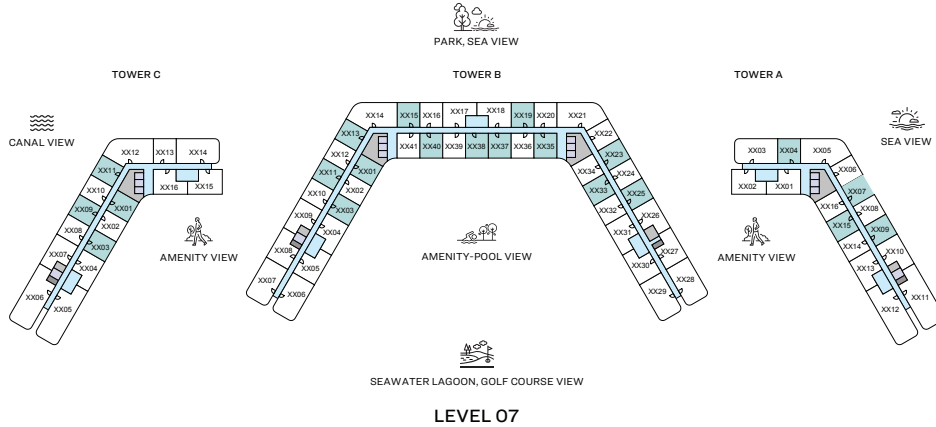 PARK, SEA VIEW
TOWER C
TOWER B
TOWER A
CANAL VIEW
SEA VIEW
XX12 XX13 XX14
XX11
XX10
XX09
XX08
XX07
XX06
XX16 XX15
XX01
XX02
XX03
XX04
XX05
XX14 XX15 XX16 XX17 XX18 XX19 XX20 XX21
XX13
XX12
XX11
XX10
XX09
XX08
XX07
XX41 XX40 XX39 XX38 XX37 XX36 XX35
XX01
XX02
XX03
XX04
XX05
XX06
XX22
XX23
XX24
XX25
XX26
XX27
XX28
XX34
XX33
XX32
XX31
XX30
XX29
XX03 XX04 XX05
XX02 XX01
XX06
XX07
XX08
XX09
XX10
XX11
XX16
XX15
XX14
XX13
XX12
AMENITY VIEW
AMENITY-POOL VIEW
AMENITY VIEW
SEAWATER LAGOON, GOLF COURSE VIEW
LEVEL 07